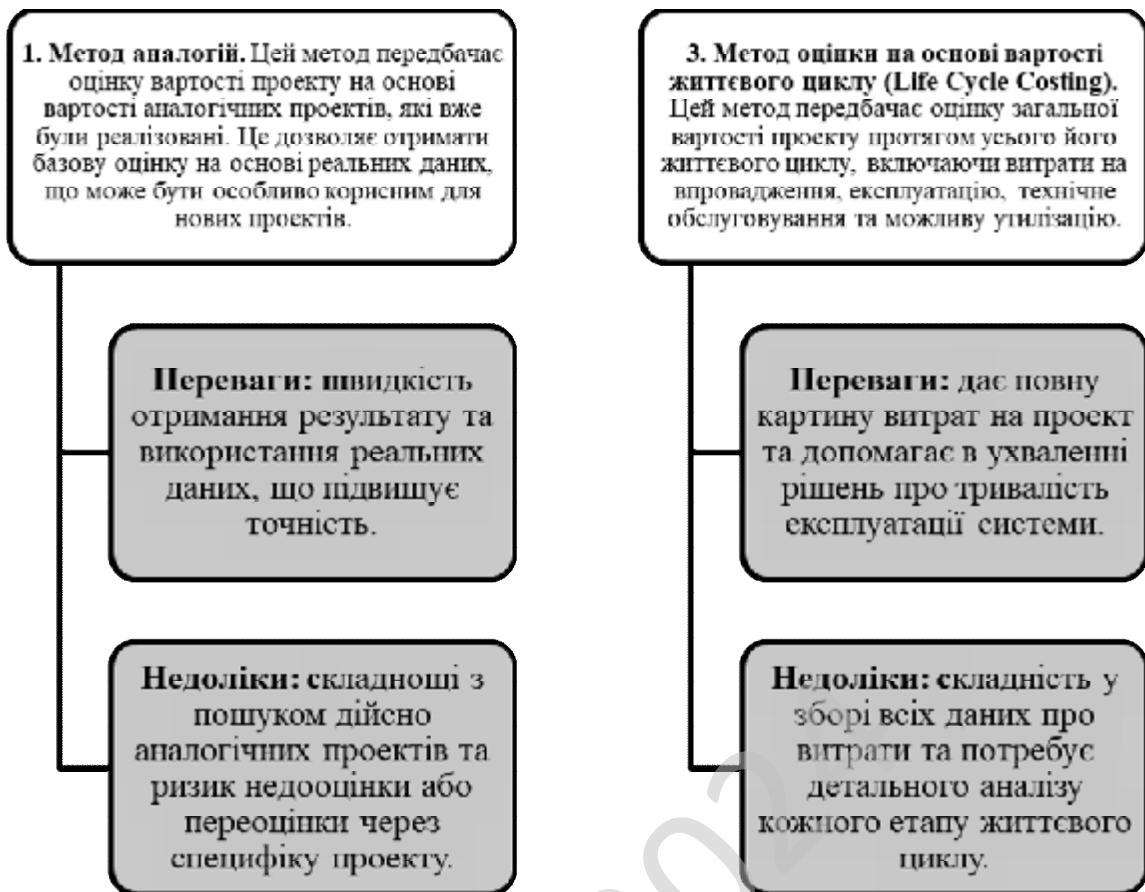 1. Метод аналогій. Цей метод передбачає
оцінку вартості проекту на основі
вартості аналогічних проектів, які вже
були реалізовані. Це дозволяє отримати
базову оцінку на основі реальних даних,
що може бути особливо корисним для
нових проектів.
Переваги: швидкість
отримання результату та
використання реальних
даних, що підвищує
точність.
Недоліки: складнощі з
пошуком дійсно
аналогічних проектів та
ризик недооцінки або
переоцінки через
специфіку проекту.
3. Метод оцінки на основі вартості
життєвого циклу (Life Cycle Costing).
Цей метод передбачає оцінку загальної
вартості проекту протягом усього його
життєвого циклу, включаючи витрати на
впровадження, експлуатацію, технічне
обслуговування та можливу утилізацію.
Переваги: дає повну
картину витрат на проект
та допомагає в ухваленні
рішень про тривалість
експлуатації системи.
Недоліки: складність у
зборі всіх даних про
витрати та потребує
детального аналізу
кожного етапу життєвого
циклу.